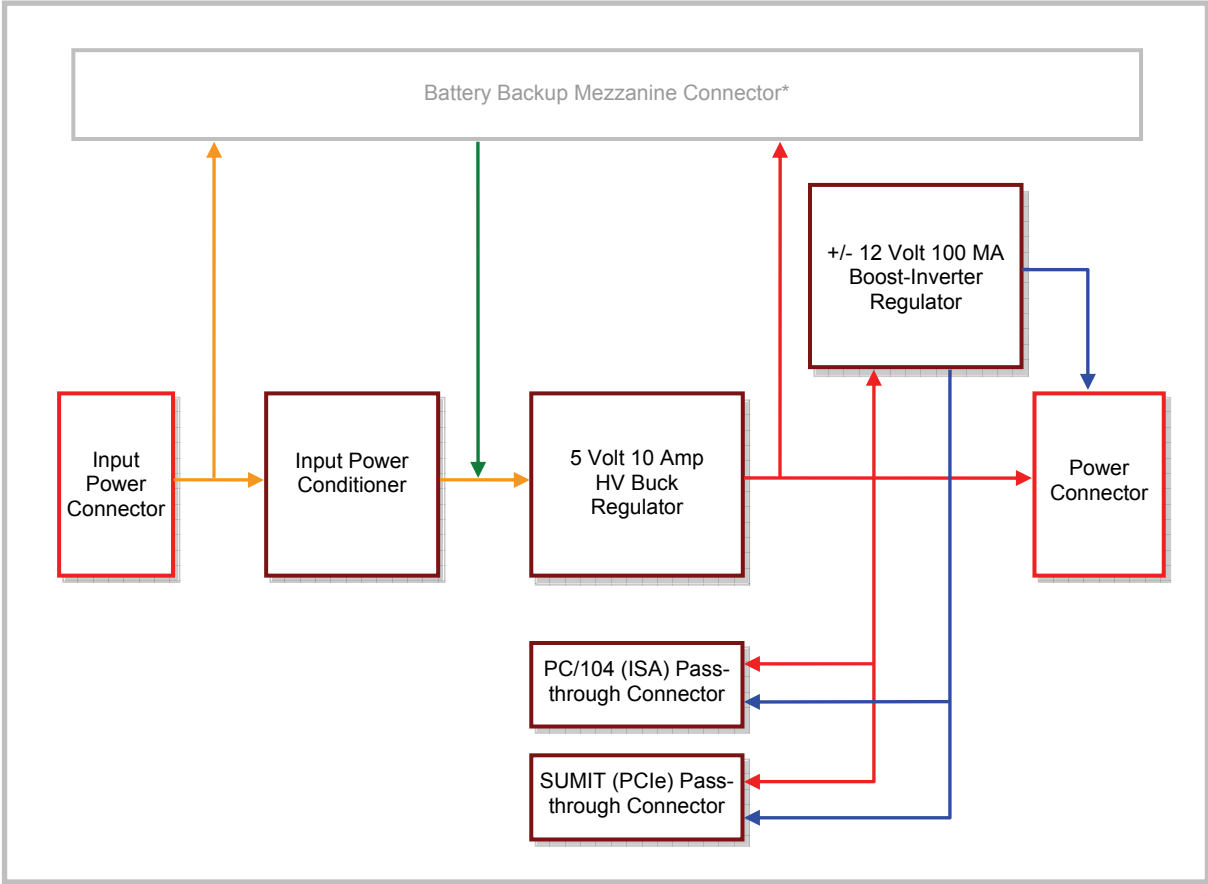 Battery Backup Mezzanine Connector*
+/- 12 Volt 100 MA
Boost-Inverter
Regulator
Input
Power
Connector
Input Power
Conditioner
5 Volt 10 Amp
HV Buck
Regulator
Power
Connector
PC/104 (ISA) Pass-
through Connector
SUMIT (PCIe) Pass-
through Connector